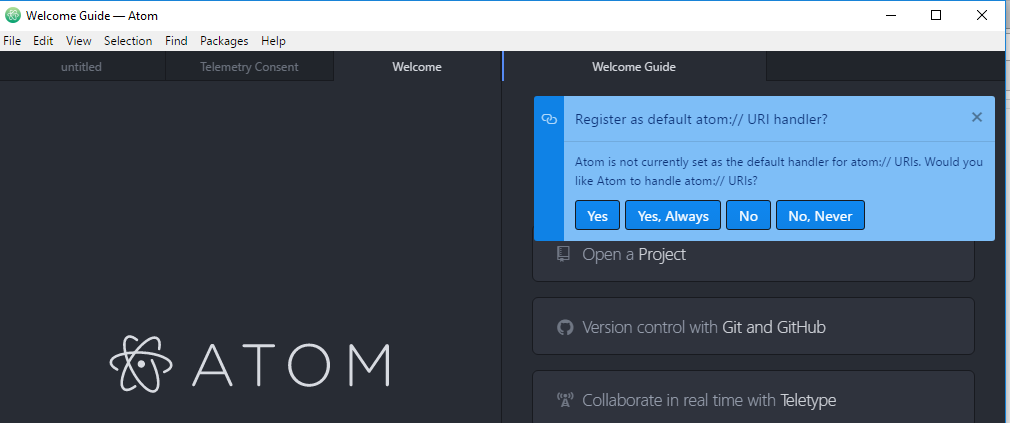 Welcome Guide — Atom
File Edit View Selection Find Packages Help
untitled Telemetry Consent Welcome Welcome Guide
Register as default atom:// URI handler?
Atom is not currently set as the default handler for atom:// URIs. Would you
like Atom to handle atom:// URIs?
Yes Yes, Always No No, Never
Open a Project
Version control with Git and GitHub
ATOM
Collaborate in real time with Teletype